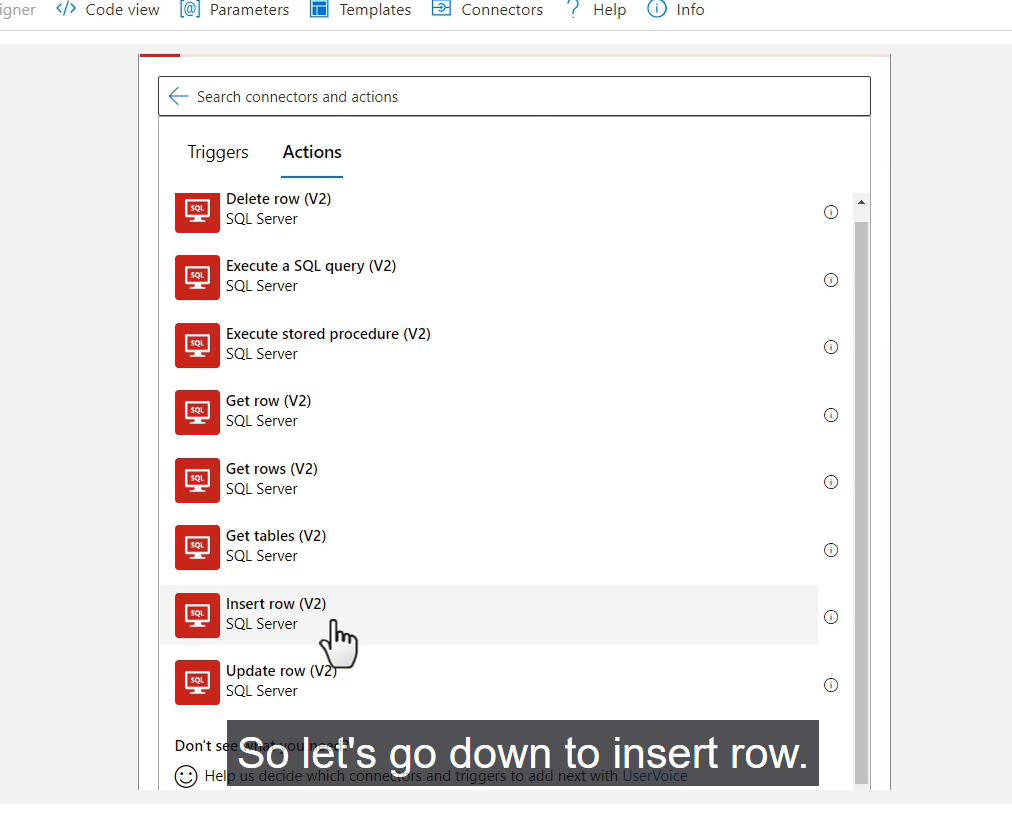 igner </> Code view [@] Parameters Templates Connectors ? Help Info
Search connectors and actions
Triggers Actions
Delete row (V2)
SQL
SQL Server
Execute a SQL query (V2)
SQL
SQL Server
Execute stored procedure (V2)
SQL
SQL Server
Get row (V2)
SQL
SQL Server
Get rows (V2)
SQL
SQL Server
Get tables (V2)
SQL
SQL Server
Insert row (V2)
SQL
SQL Server
Update row (V2)
SQL
SQL Server
Don't see what you need?
So let's go down to insert row.
Help us decide which connectors and triggers to add next with UserVoice